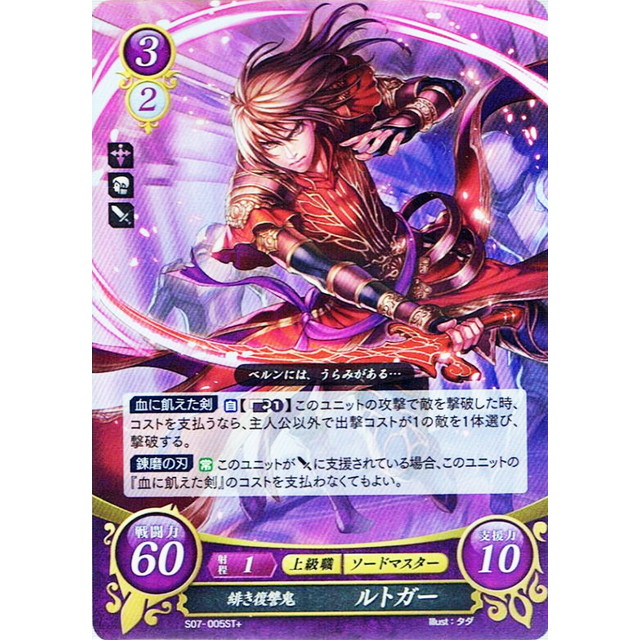 3
2
ベルンには、うらみがある…
血に飢えた剣 自【1】このユニットの攻撃で敵を撃破した時、
コストを支払うなら、主人公以外で出撃コストが1の敵を1体選び、
撃破する。
錬磨の刃 常 このユニットが に支援されている場合、このユニットの
『血に飢えた剣』のコストを支払わなくてもよい。
戦闘力 60
射程 1
上級職 ソードマスター
支援力 10
緋き復讐鬼 ルトガー
S07-005ST+ Illust:タダ